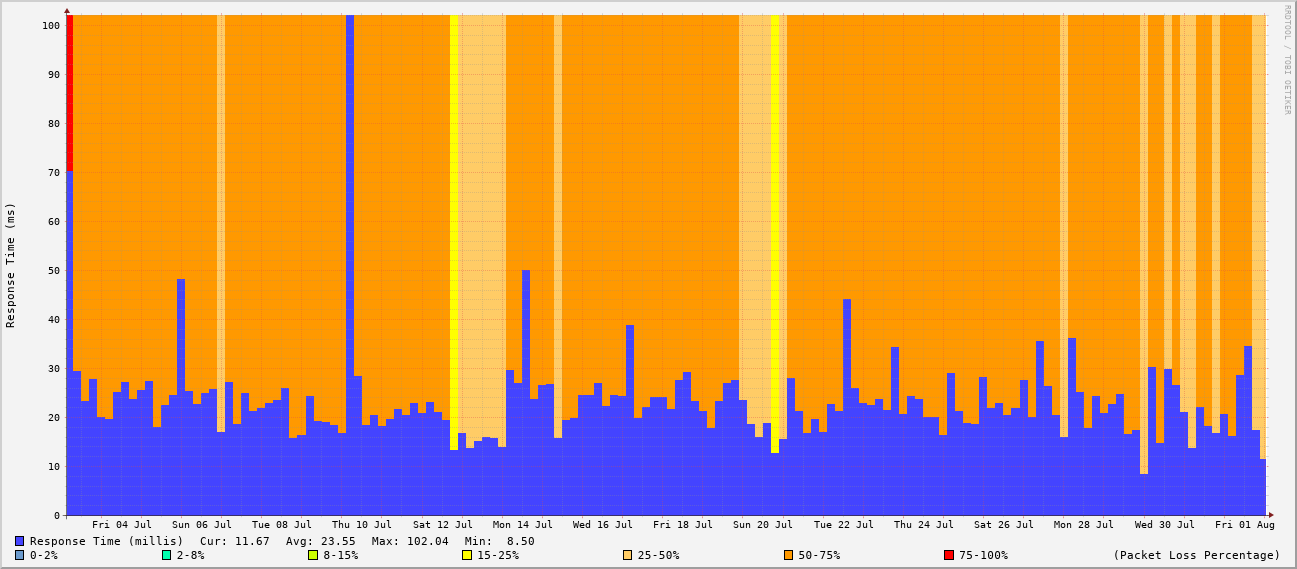 RRDTOOL / TOBI OETIKER
Response Time (ms)
100
90
80
70
60
50
40
30
20
10
0
Fri 04 Jul Sun 06 Jul Tue 08 Jul Thu 10 Jul Sat 12 Jul Mon 14 Jul Wed 16 Jul Fri 18 Jul Sun 20 Jul Tue 22 Jul Thu 24 Jul Sat 26 Jul Mon 28 Jul Wed 30 Jul Fri 01 Aug
Response Time (millis) Cur: 11.67 Avg: 23.55 Max: 102.04 Min: 8.50
0-2% 2-8% 8-15% 15-25% 25-50% 50-75% 75-100% (Packet Loss Percentage)